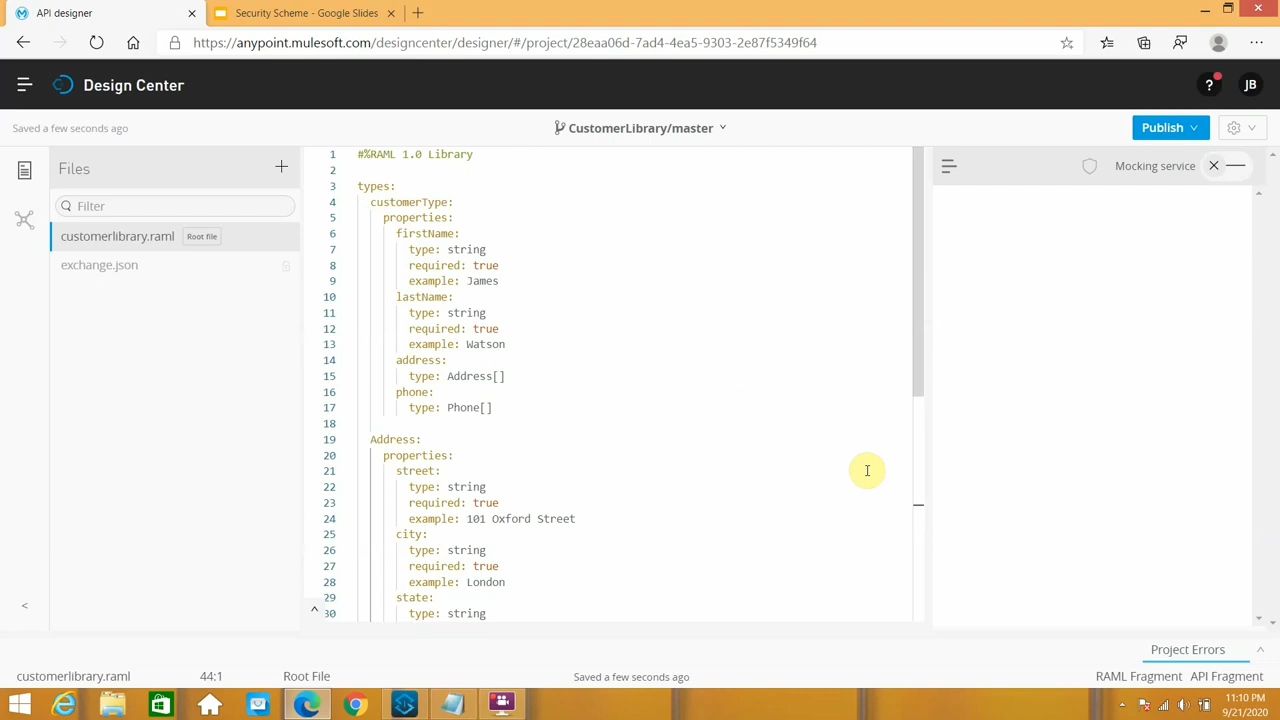 API designer
Security Scheme - Google Slides
https://anypoint.mulesoft.com/designcenter/designer/#/project/28eaa06d-7ad4-4ea5-9303-2e87f5349f64
Design Center
?
JB
Saved a few seconds ago
CustomerLibrary/master
Publish
Files
Filter
customerlibrary.raml Root file
exchange.json
<
1 #%RAML 1.0 Library
2
3 types:
4 customerType:
5 properties:
6 firstName:
7 type: string
8 required: true
9 example: James
10 lastName:
11 type: string
12 required: true
13 example: Watson
14 address:
15 type: Address[]
16 phone:
17 type: Phone[]
18
19 Address:
20 properties:
21 street:
22 type: string
23 required: true
24 example: 101 Oxford Street
25 city:
26 type: string
27 required: true
28 example: London
29 state:
30 type: string
Mocking service
Project Errors
customerlibrary.raml 44:1 Root File Saved a few seconds ago RAML Fragment API Fragment
11:10 PM
9/21/2020